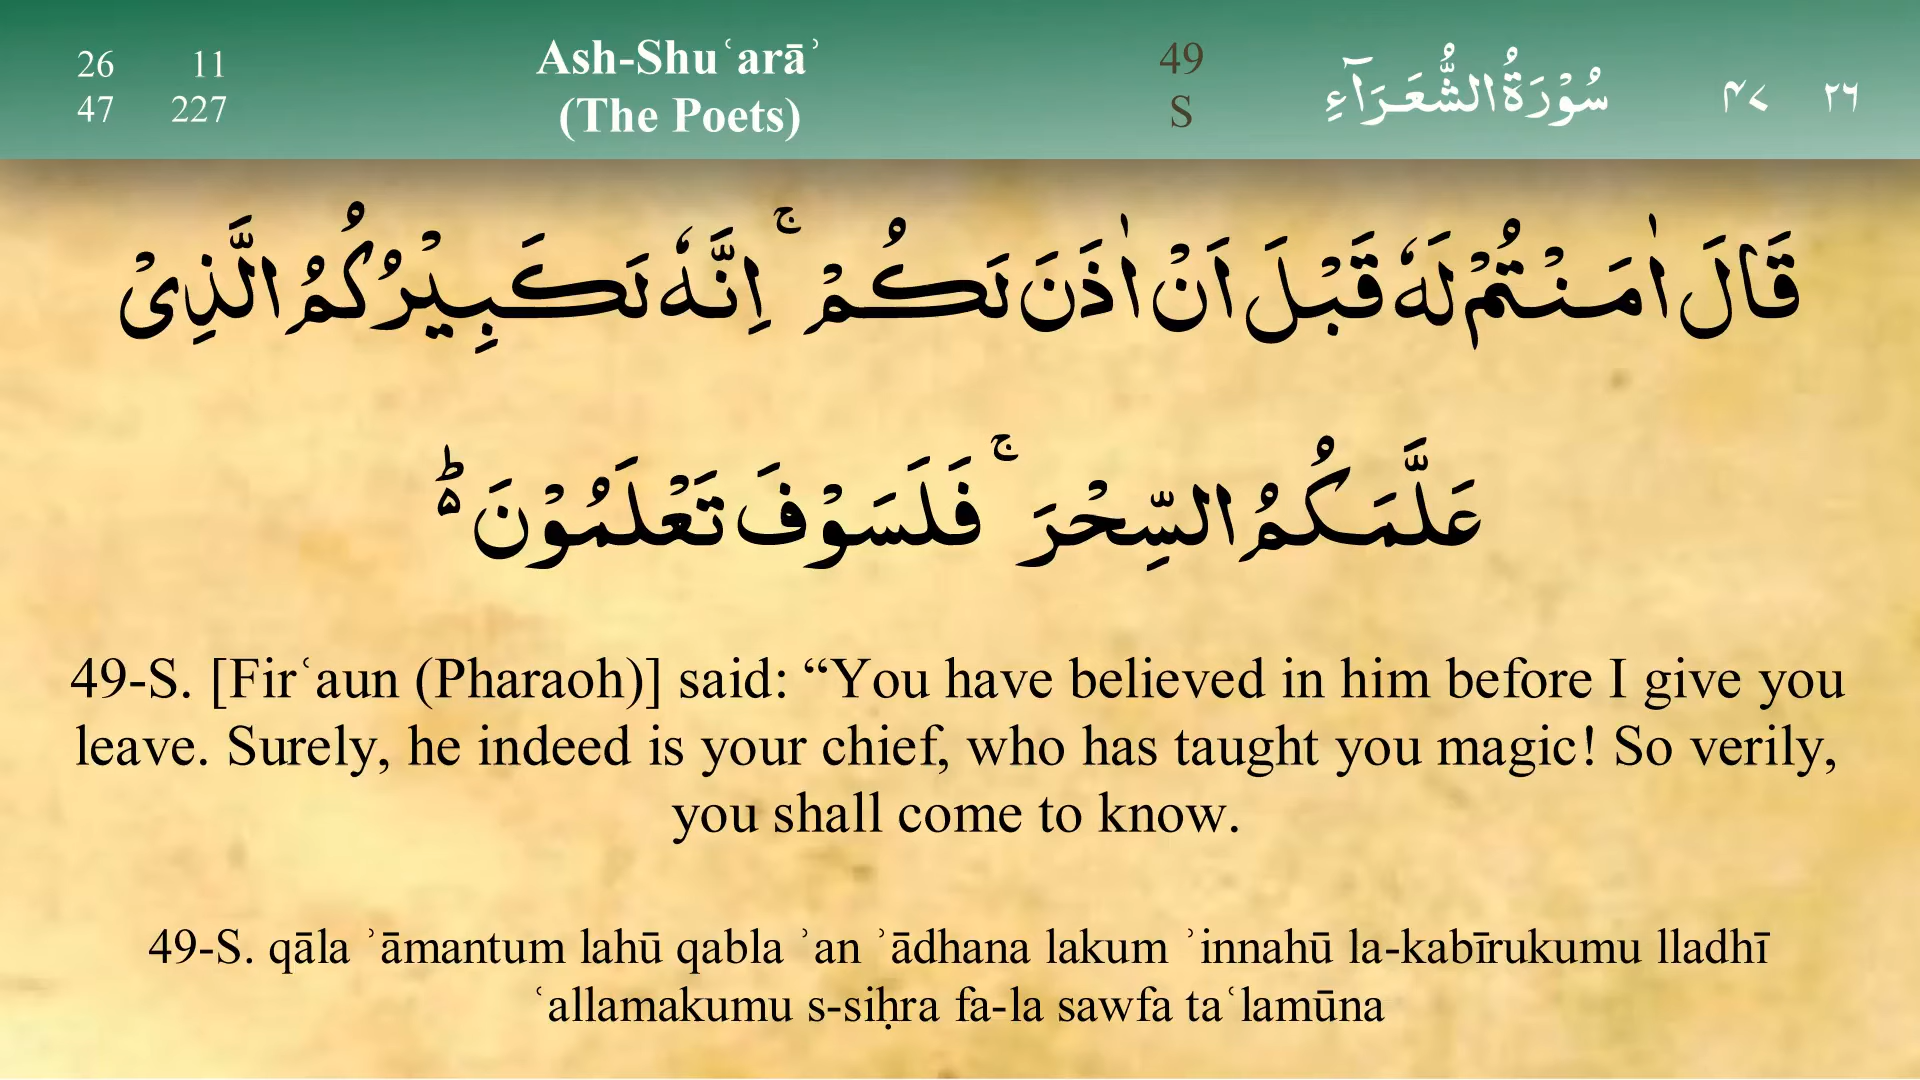 26 11
47 227
Ash-Shuʿarāʾ
(The Poets)
49
S
سُوْرَةُ الشُّعَرَآءِ
۴۷ ۲۶
قَالَ اٰمَنْتُمْ لَهٗ قَبْلَ اَنْ اٰذَنَ لَكُمْ ۚ اِنَّهٗ لَكَبِيْرُكُمُ الَّذِىْ
عَلَّمَكُمُ السِّحْرَ ۚ فَلَسَوْفَ تَعْلَمُوْنَ ؕ۬
49-S. [Firʿaun (Pharaoh)] said: “You have believed in him before I give you
leave. Surely, he indeed is your chief, who has taught you magic! So verily,
you shall come to know.
49-S. qāla ʾāmantum lahū qabla ʾan ʾādhana lakum ʾinnahū la-kabīrukumu lladhī
ʿallamakumu s-siḥra fa-la sawfa taʿlamūna